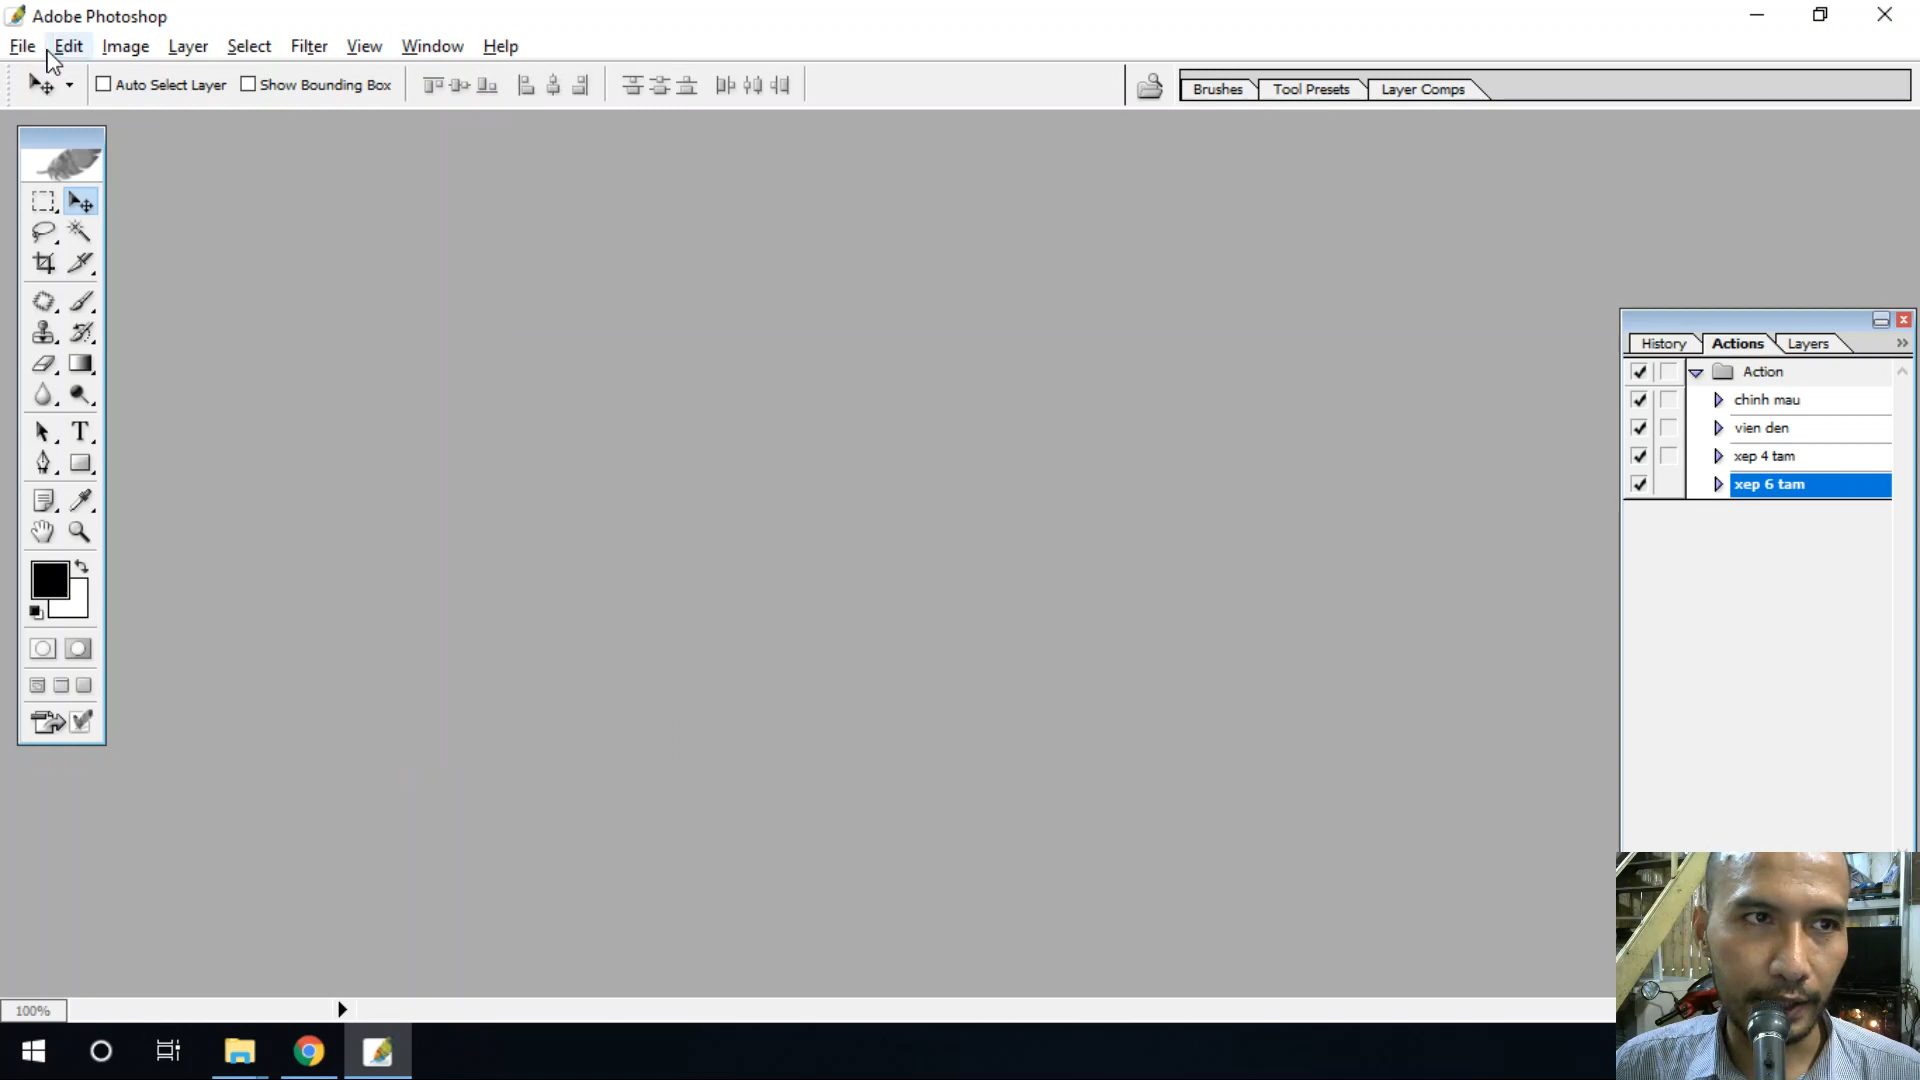 Adobe Photoshop
File Edit Image Layer Select Filter View Window Help
Auto Select Layer Show Bounding Box
Brushes Tool Presets Layer Comps
T
History Actions Layers
Action
chinh mau
vien den
xep 4 tam
xep 6 tam
100%